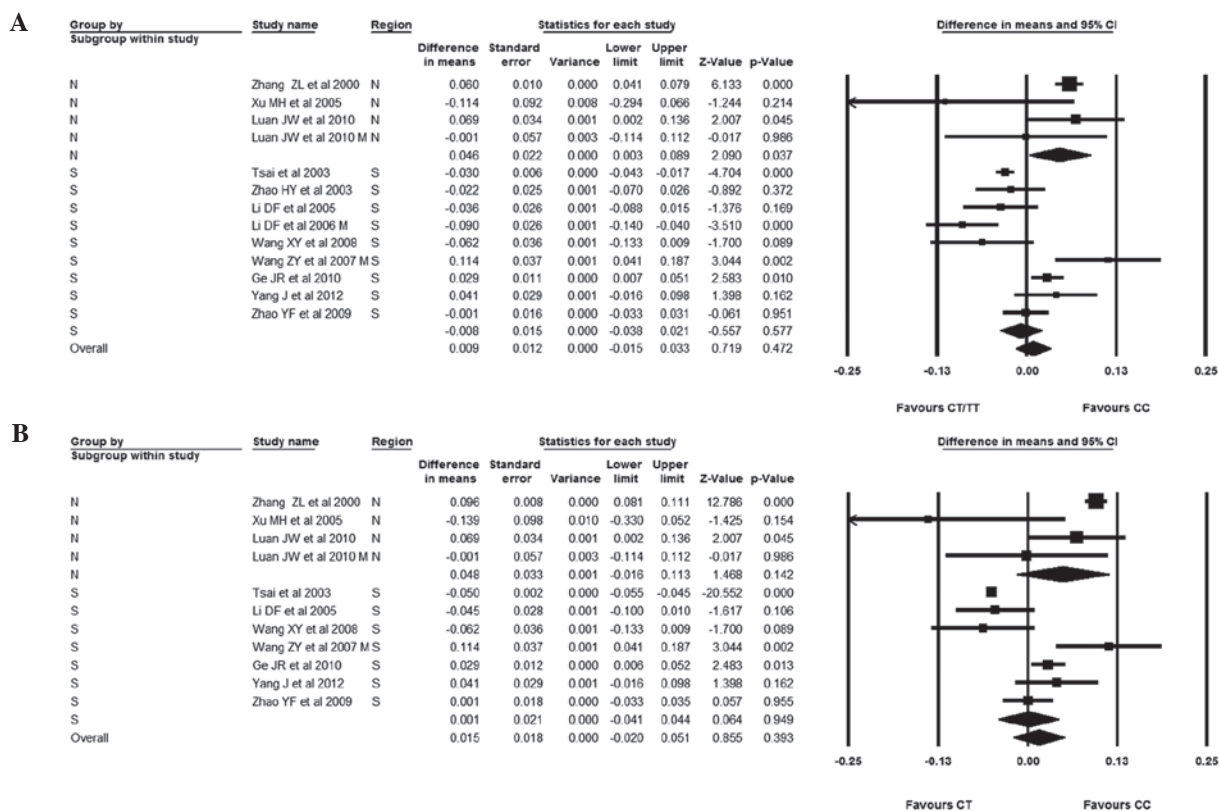 A
Group by Study name Region Statistics for each study Difference in means and 95% CI
Subgroup within study
Difference Standard Lower Upper
in means error Variance limit limit Z-Value p-Value
N Zhang ZL et al 2000 N 0.060 0.010 0.000 0.041 0.079 6.133 0.000
N Xu MH et 2005 N -0.114 0.092 0.008 -0.294 0.066 -1.244 0.214
N Luan JW et 2010 N 0.069 0.034 0.001 0.002 0.136 2.007 0.045
N Luan JW et al 2010 M N -0.001 0.057 0.003 -0.114 0.112 -0.017 0.986
N 0.046 0.022 0.000 0.003 0.089 2.090 0.037
S Tsai et al 2003 S -0.030 0.006 0.000 -0.043 -0.017 -4.704 0.000
S Zhao HY et al 2003 S -0.022 0.025 0.001 -0.070 0.026 -0.892 0.372
S Li DF et al 2005 S -0.036 0.026 0.001 -0.088 0.015 -1.376 0.169
S Li DF et al 2006 M S -0.090 0.026 0.001 -0.140 -0.040 -3.510 0.000
S Wang XY et al 2008 S -0.062 0.036 0.001 -0.133 0.009 -1.700 0.089
S Wang ZY et al 2007 M S 0.114 0.037 0.001 0.041 0.187 3.044 0.002
S Ge JR et al 2010 S 0.029 0.011 0.000 0.007 0.051 2.583 0.010
S Yang J et al 2012 S 0.041 0.029 0.001 -0.016 0.098 1.398 0.162
S Zhao YF et al 2009 S -0.001 0.016 0.000 -0.033 0.031 -0.061 0.951
S -0.008 0.015 0.000 -0.038 0.021 -0.557 0.577
Overall 0.009 0.012 0.000 -0.015 0.033 0.719 0.472
-0.25 -0.13 0.00 0.13 0.25
Favours CT/TT Favours CC
B
Group by Study name Region Statistics for each study Difference in means and 95% CI
Subgroup within study
Difference Standard Lower Upper
in means error Variance limit limit Z-Value p-Value
N Zhang ZL et al 2000 N 0.096 0.008 0.000 0.081 0.111 12.786 0.000
N Xu MH et 2005 N -0.139 0.098 0.010 -0.330 0.052 -1.425 0.154
N Luan JW et 2010 N 0.069 0.034 0.001 0.002 0.136 2.007 0.045
N Luan JW et al 2010 M N -0.001 0.057 0.003 -0.114 0.112 -0.017 0.986
N 0.048 0.033 0.001 -0.016 0.113 1.468 0.142
S Tsai et al 2003 S -0.050 0.002 0.000 -0.055 -0.045 -20.552 0.000
S Li DF et al 2005 S -0.045 0.028 0.001 -0.100 0.010 -1.617 0.106
S Wang XY et al 2008 S -0.062 0.036 0.001 -0.133 0.009 -1.700 0.089
S Wang ZY et al 2007 M S 0.114 0.037 0.001 0.041 0.187 3.044 0.002
S Ge JR et al 2010 S 0.029 0.012 0.000 0.006 0.052 2.483 0.013
S Yang J et al 2012 S 0.041 0.029 0.001 -0.016 0.098 1.398 0.162
S Zhao YF et al 2009 S 0.001 0.018 0.000 -0.033 0.035 0.057 0.955
S 0.001 0.021 0.000 -0.041 0.044 0.064 0.949
Overall 0.015 0.018 0.000 -0.020 0.051 0.855 0.393
-0.25 -0.13 0.00 0.13 0.25
Favours CT Favours CC